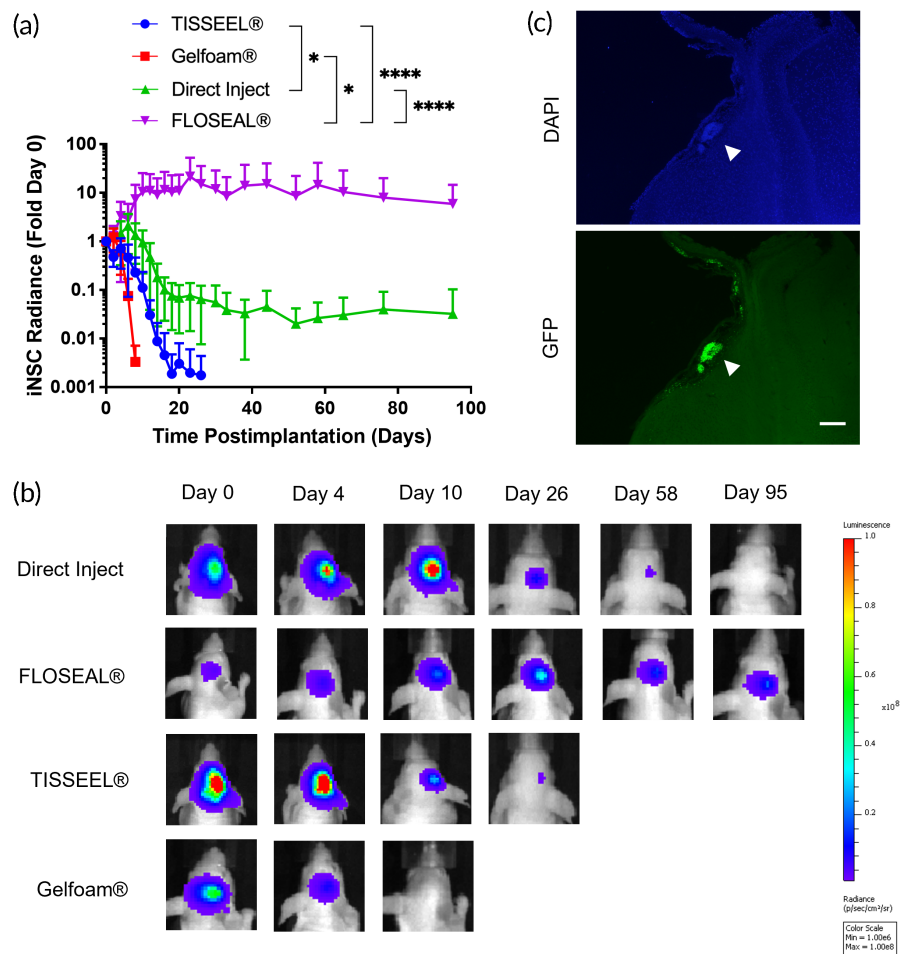 (a)
TISSEEL®
Gelfoam®
Direct Inject
FLOSEAL®
*
*
****
****
iNSC Radiance (Fold Day 0)
100
10
1
0.1
0.01
0.001
0 20 40 60 80 100
Time Postimplantation (Days)
(c)
DAPI
GFP
(b)
Day 0 Day 4 Day 10 Day 26 Day 58 Day 95
Direct Inject
FLOSEAL®
TISSEEL®
Gelfoam®
Luminescence
1.0
0.8
0.6
x10⁸
0.4
0.2
Radiance
(p/sec/cm²/sr)
Color Scale
Min = 1.00e6
Max = 1.00e8